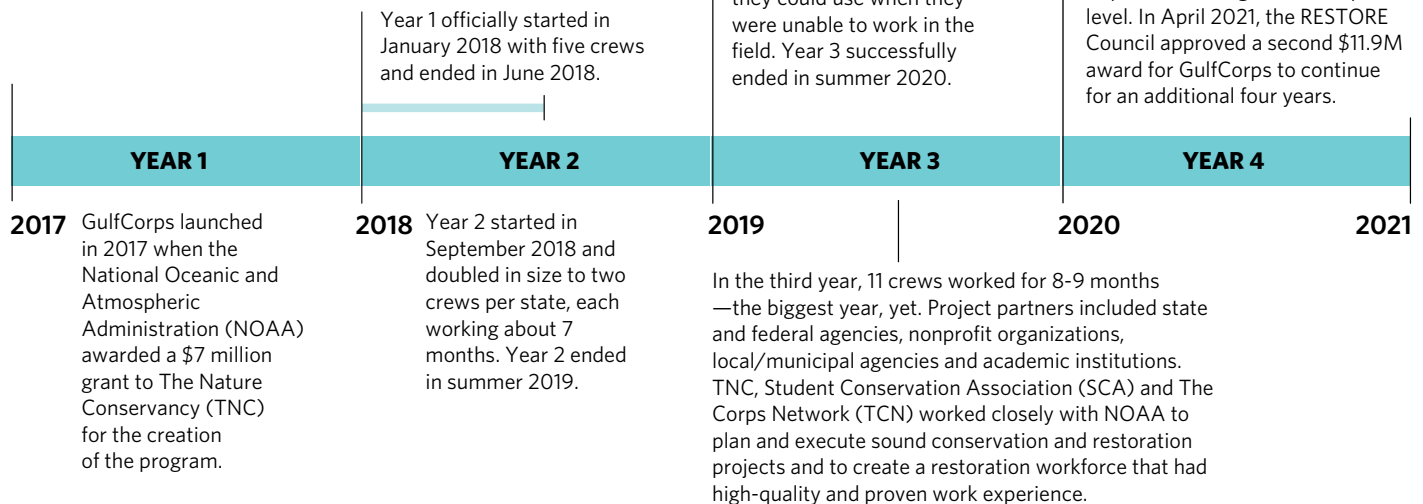 Year 1 officially started in
January 2018 with five crews
and ended in June 2018.
they could use when they
were unable to work in the
field. Year 3 successfully
ended in summer 2020.
level. In April 2021, the RESTORE
Council approved a second $11.9M
award for GulfCorps to continue
for an additional four years.
YEAR 1
YEAR 2
YEAR 3
YEAR 4
2017
GulfCorps launched
in 2017 when the
National Oceanic and
Atmospheric
Administration (NOAA)
awarded a $7 million
grant to The Nature
Conservancy (TNC)
for the creation
of the program.
2018
Year 2 started in
September 2018 and
doubled in size to two
crews per state, each
working about 7
months. Year 2 ended
in summer 2019.
2019
2020
2021
In the third year, 11 crews worked for 8-9 months
—the biggest year, yet. Project partners included state
and federal agencies, nonprofit organizations,
local/municipal agencies and academic institutions.
TNC, Student Conservation Association (SCA) and The
Corps Network (TCN) worked closely with NOAA to
plan and execute sound conservation and restoration
projects and to create a restoration workforce that had
high-quality and proven work experience.